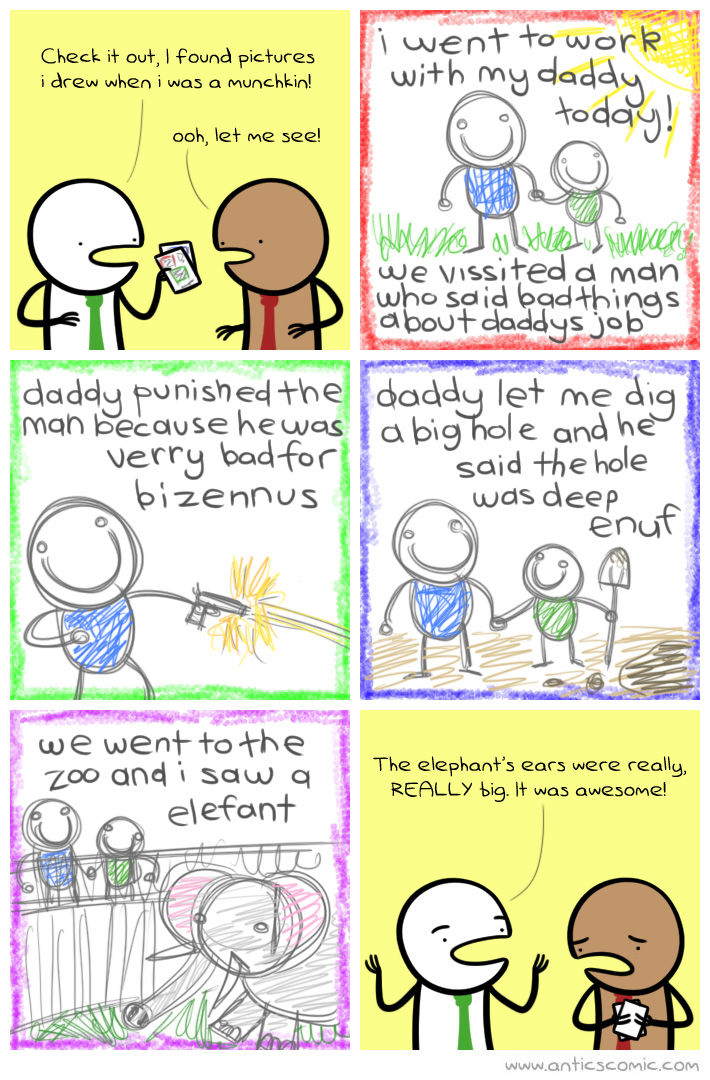 Check it out, I found pictures
i drew when i was a munchkin!
ooh, let me see!
i went to work
with my daddy
today!
we vissited a man
who said bad things
about daddys job
daddy punished the
man because he was
verry bad for
bizennus
daddy let me dig
a big hole and he
said the hole
was deep
enuf
we went to the
zoo and i saw a
elefant
The elephant's ears were really,
REALLY big. It was awesome!
www.anticscomic.com